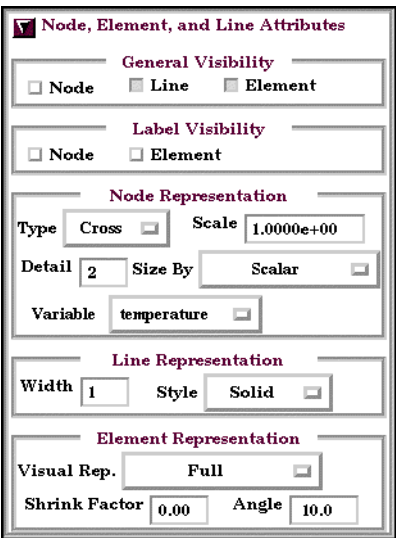 Node, Element, and Line Attributes
General Visibility
Node Line Element
Label Visibility
Node Element
Node Representation
Type Cross Scale 1.0000e+00
Detail 2 Size By Scalar
Variable temperature
Line Representation
Width 1 Style Solid
Element Representation
Visual Rep. Full
Shrink Factor 0.00 Angle 10.0